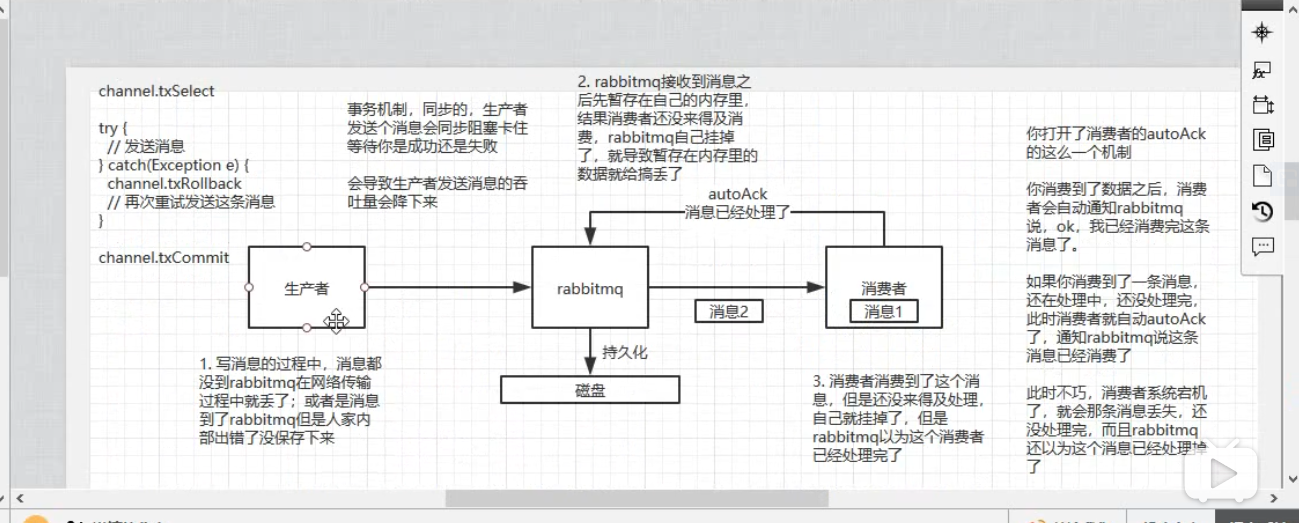 channel.txSelect
try {
// 发送消息
} catch(Exception e) {
channel.txRollback
// 再次重试发送这条消息
}
channel.txCommit
事务机制，同步的，生产者
发送个消息会同步阻塞卡住
等待你是成功还是失败
会导致生产者发送消息的吞
吐量会降下来
2. rabbitmq接收到消息之
后先暂存在自己的内存里，
结果消费者还没来得及消
费，rabbitmq自己挂掉
了，就导致暂存在内存里的
数据就给搞丢了
autoAck
消息已经处理了
生产者
rabbitmq
消息2
消费者
消息1
持久化
磁盘
1. 写消息的过程中，消息都
没到rabbitmq在网络传输
过程中就丢了；或者是消息
到了rabbitmq但是人家内
部出错了没保存下来
3. 消费者消费到了这个消
息，但是还没来得及处理，
自己就挂掉了，但是
rabbitmq以为这个消费者
已经处理完了
你打开了消费者的autoAck
的这么一个机制
你消费到了数据之后，消费
者会自动通知rabbitmq
说，ok，我已经消费完这条
消息了。
如果你消费到了一条消息，
还在处理中，还没处理完，
此时消费者就自动autoAck
了，通知rabbitmq说这条
消息已经消费了
此时不巧，消费者系统宕机
了，就会那条消息丢失，还
没处理完，而且rabbitmq
还以为这个消息已经处理掉
了